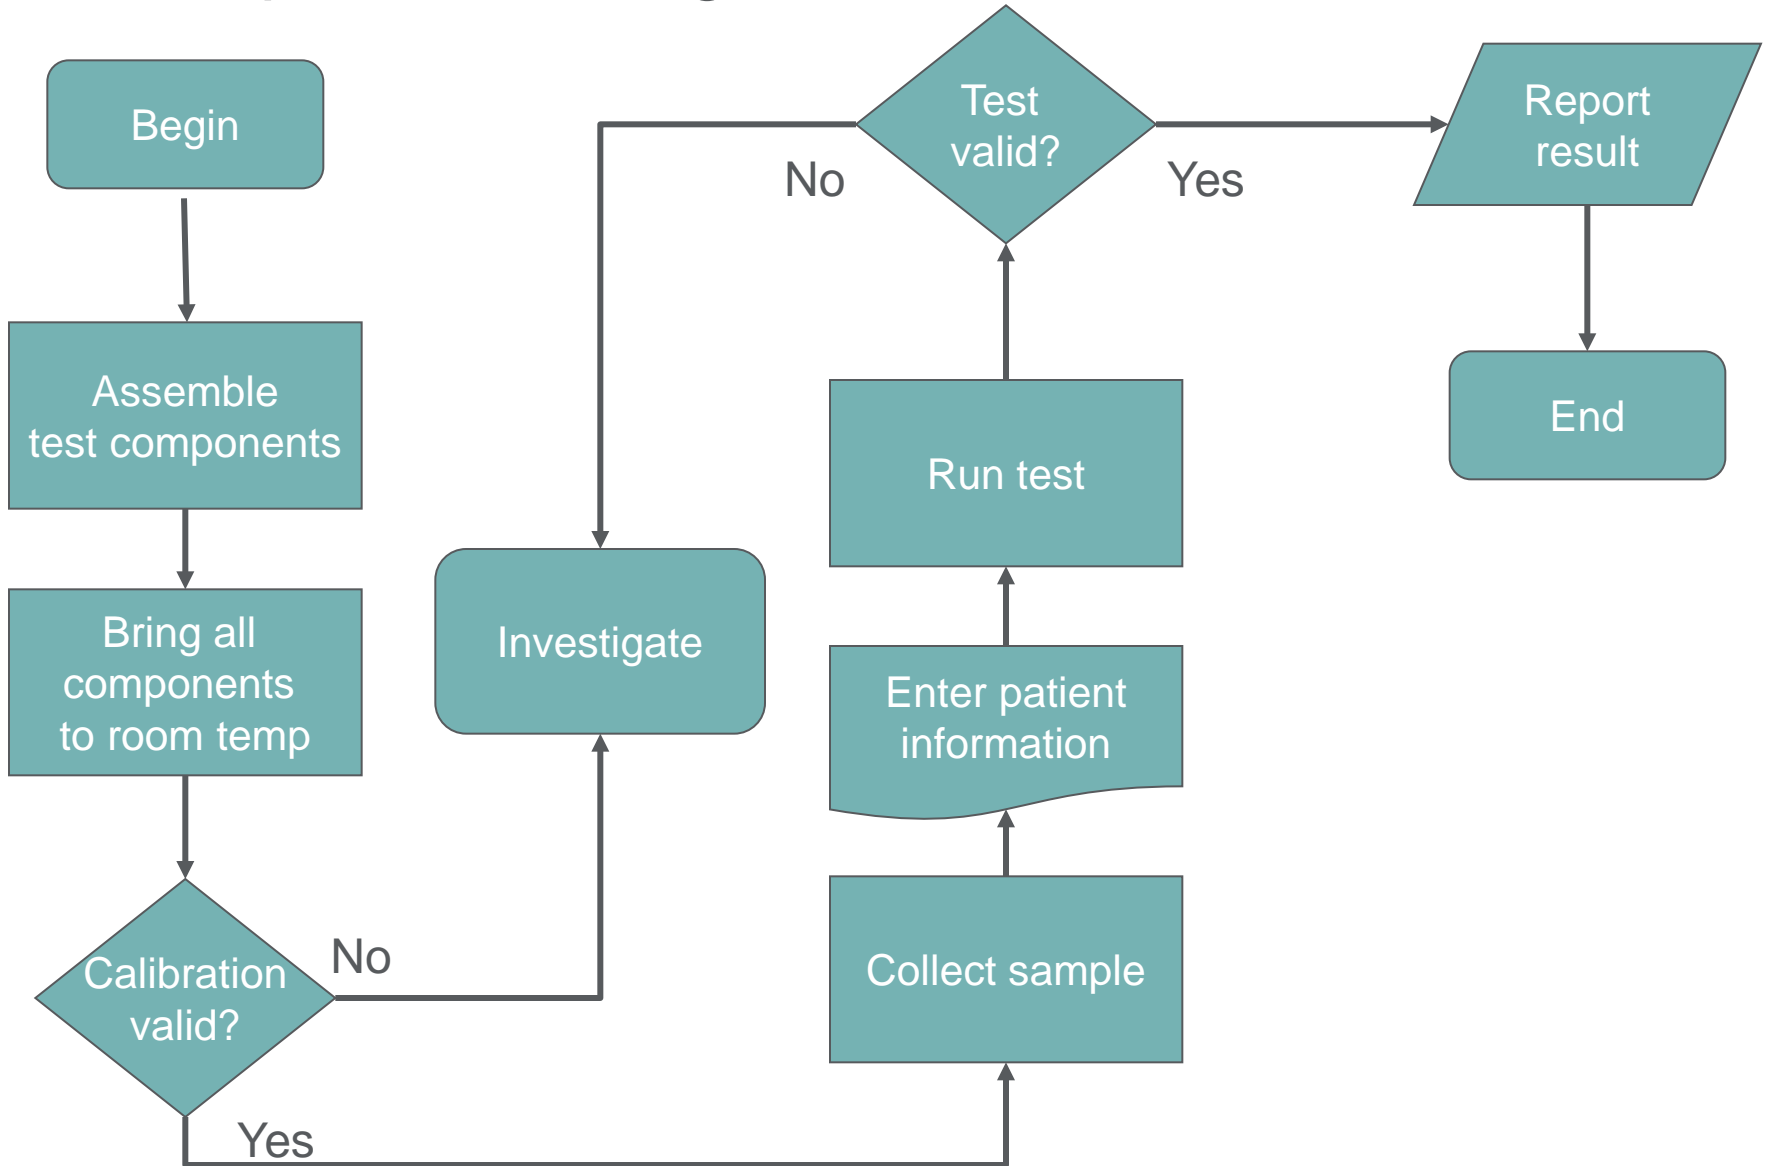 Begin
Assemble
test components
Bring all
components
to room temp
Calibration
valid?
No
Yes
Investigate
Collect sample
Enter patient
information
Run test
Test
valid?
No
Yes
Report
result
End